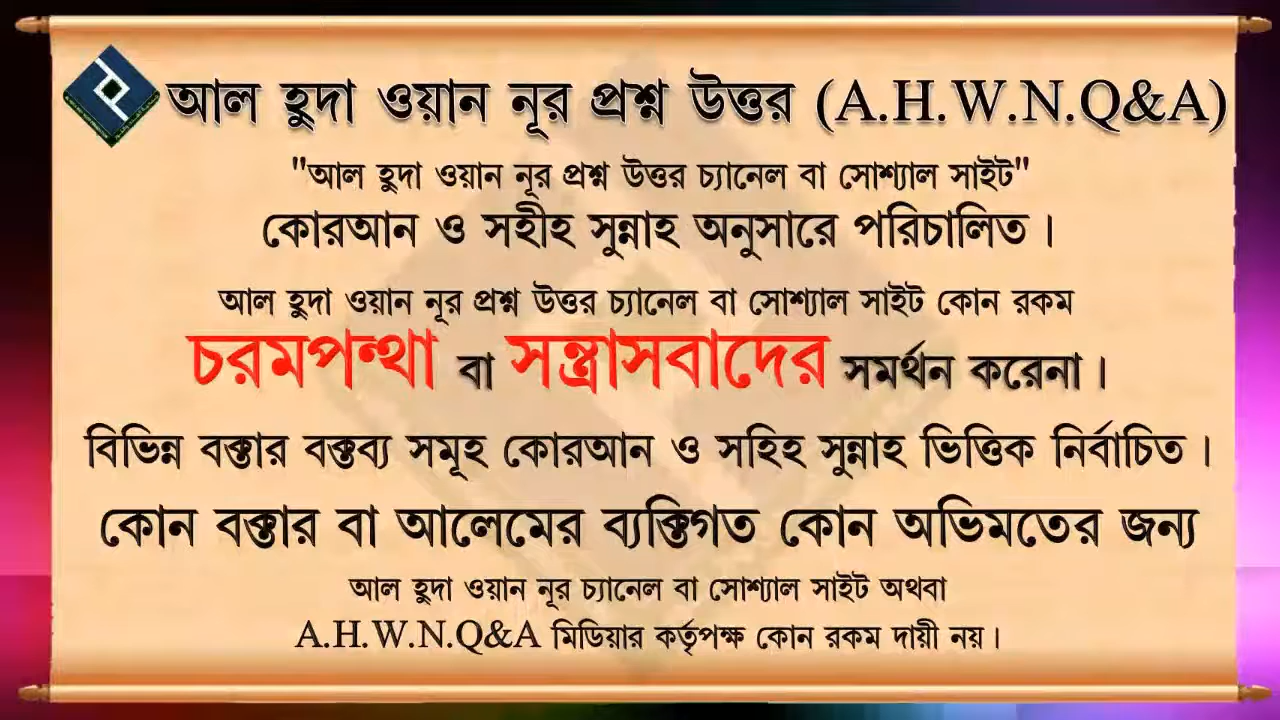 আল হুদা ওয়ান নূর প্রশ্ন উত্তর (A.H.W.N.Q&A)
"আল হুদা ওয়ান নূর প্রশ্ন উত্তর চ্যানেল বা সোশ্যাল সাইট"
কোরআন ও সহীহ সুন্নাহ অনুসারে পরিচালিত।
আল হুদা ওয়ান নূর প্রশ্ন উত্তর চ্যানেল বা সোশ্যাল সাইট কোন রকম
চরমপন্থা বা সন্ত্রাসবাদের সমর্থন করেনা।
বিভিন্ন বক্তার বক্তব্য সমূহ কোরআন ও সহিহ সুন্নাহ ভিত্তিক নির্বাচিত।
কোন বক্তার বা আলেমের ব্যক্তিগত কোন অভিমতের জন্য
আল হুদা ওয়ান নূর চ্যানেল বা সোশ্যাল সাইট অথবা
A.H.W.N.Q&A মিডিয়ার কর্তৃপক্ষ কোন রকম দায়ী নয়।